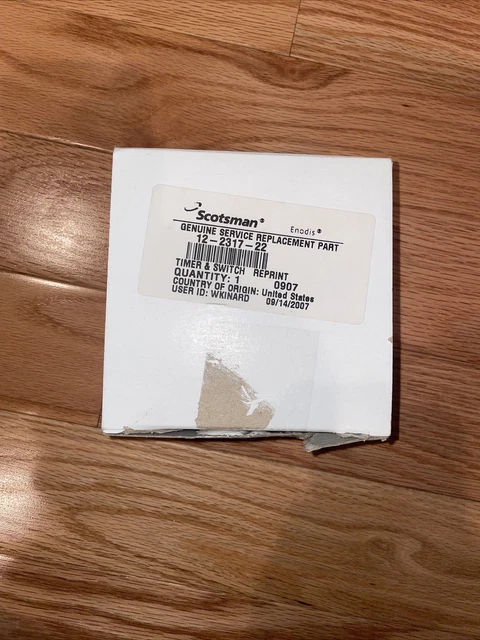 Scotsman® Enodis®
GENUINE SERVICE REPLACEMENT PART
12-2317-22
TIMER & SWITCH REPRINT
QUANTITY: 1 0907
COUNTRY OF ORIGIN: United States
USER ID: WKINARD 09/14/2007